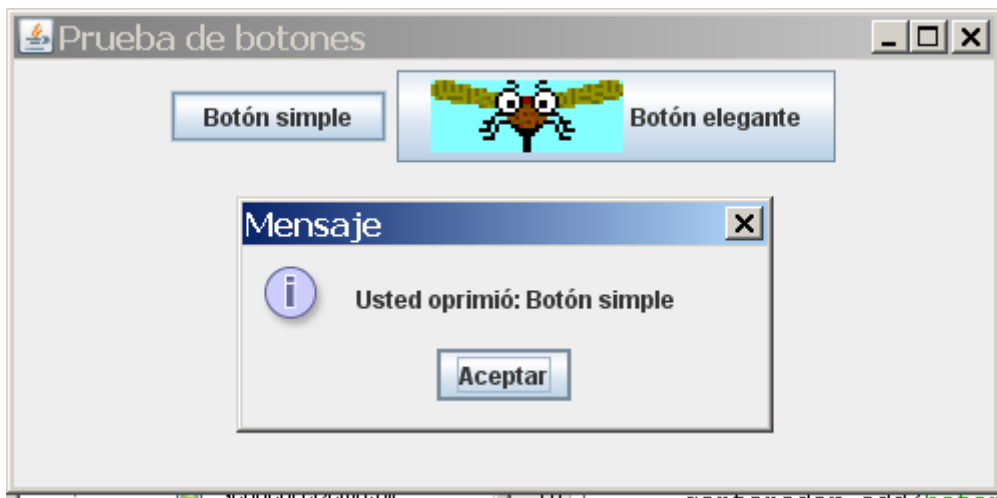 Prueba de botones
Botón simple
Botón elegante
Mensaje
i
Usted oprimió: Botón simple
Aceptar